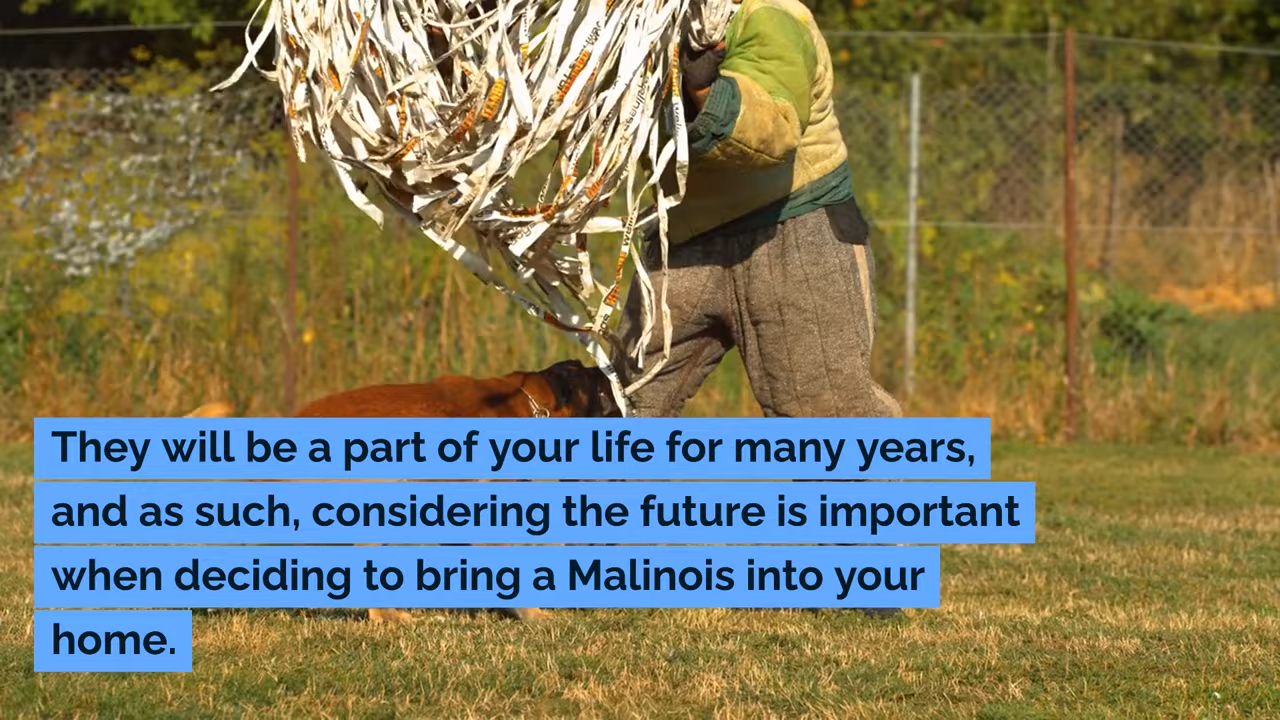 They will be a part of your life for many years,
and as such, considering the future is important
when deciding to bring a Malinois into your
home.